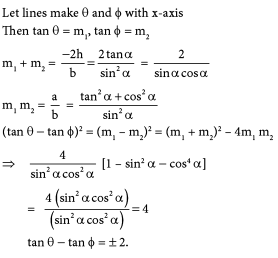 Let lines make θ and ϕ with x-axis
Then tan θ = m₁, tan ϕ = m₂
m₁ + m₂ = -2h/b = 2 tan α/sin² α = 2/sin α cos α
m₁ m₂ = a/b = tan² α + cos² α/sin² α
(tan θ – tan ϕ)² = (m₁ – m₂)² = (m₁ + m₂)² – 4m₁ m₂
⇒ 4/sin² α cos² α [1 – sin² α – cos⁴ α]
= 4 (sin² α cos² α)/(sin² α cos² α) = 4
tan θ – tan ϕ = ± 2.